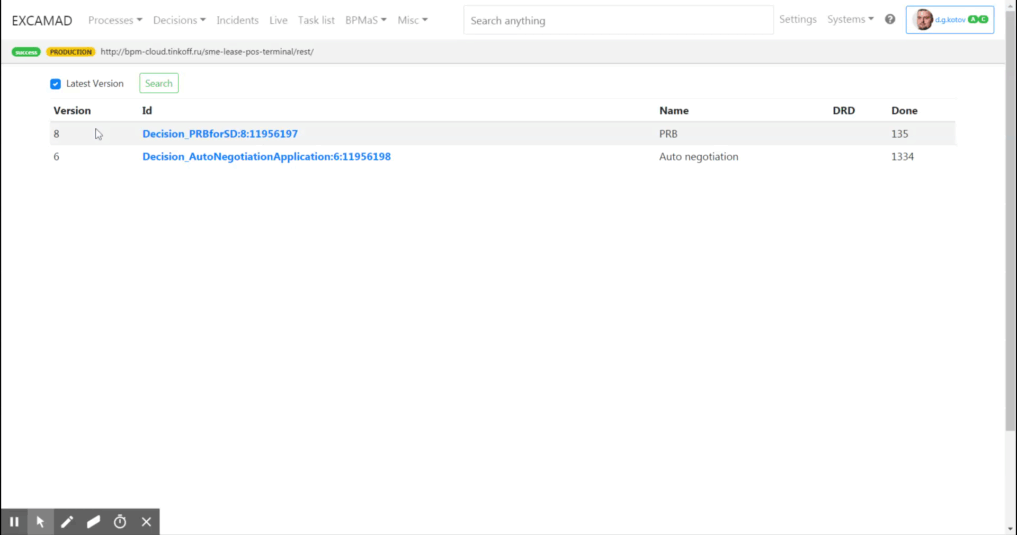 EXCAMAD Processes Decisions Incidents Live Task list BPMaS Misc Search anything Settings Systems d.g.kotov A C
success PRODUCTION http://bpm-cloud.tinkoff.ru/sme-lease-pos-terminal/rest/
Latest Version Search
Version Id Name DRD Done
8 Decision_PRBforSD:8:11956197 PRB 135
6 Decision_AutoNegotiationApplication:6:11956198 Auto negotiation 1334